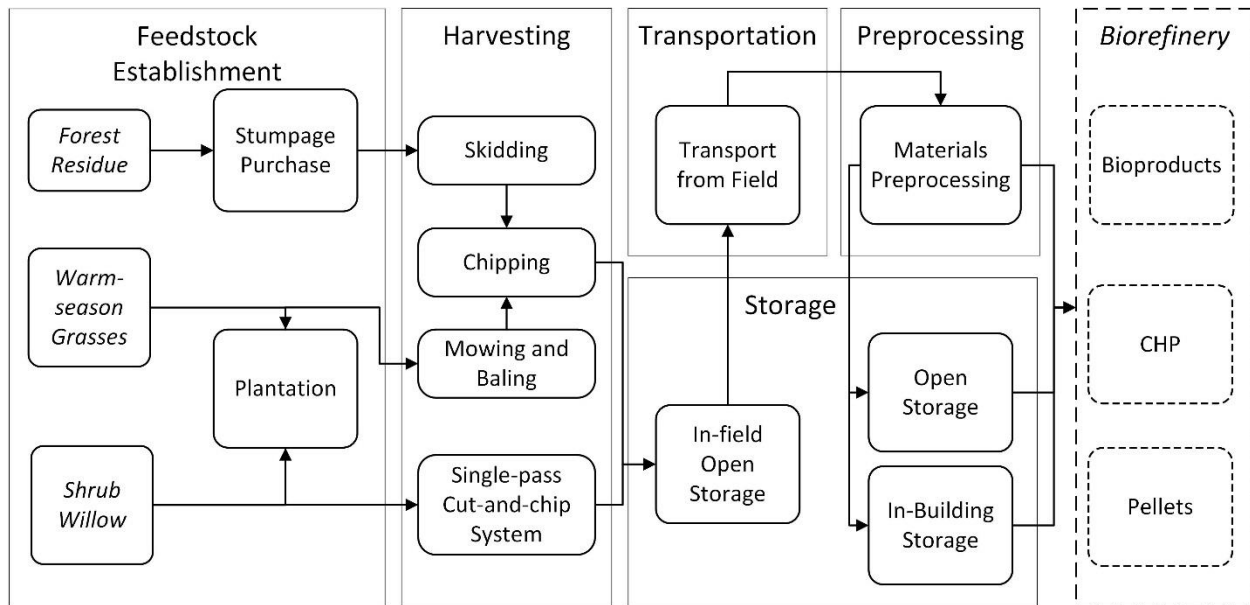 Feedstock
Establishment
Forest
Residue
Stumpage
Purchase
Warm-
season
Grasses
Plantation
Shrub
Willow
Harvesting
Skidding
Chipping
Mowing and
Baling
Single-pass
Cut-and-chip
System
Transportation
Transport
from Field
Preprocessing
Materials
Preprocessing
Storage
In-field
Open
Storage
Open
Storage
In-Building
Storage
Biorefinery
Bioproducts
CHP
Pellets